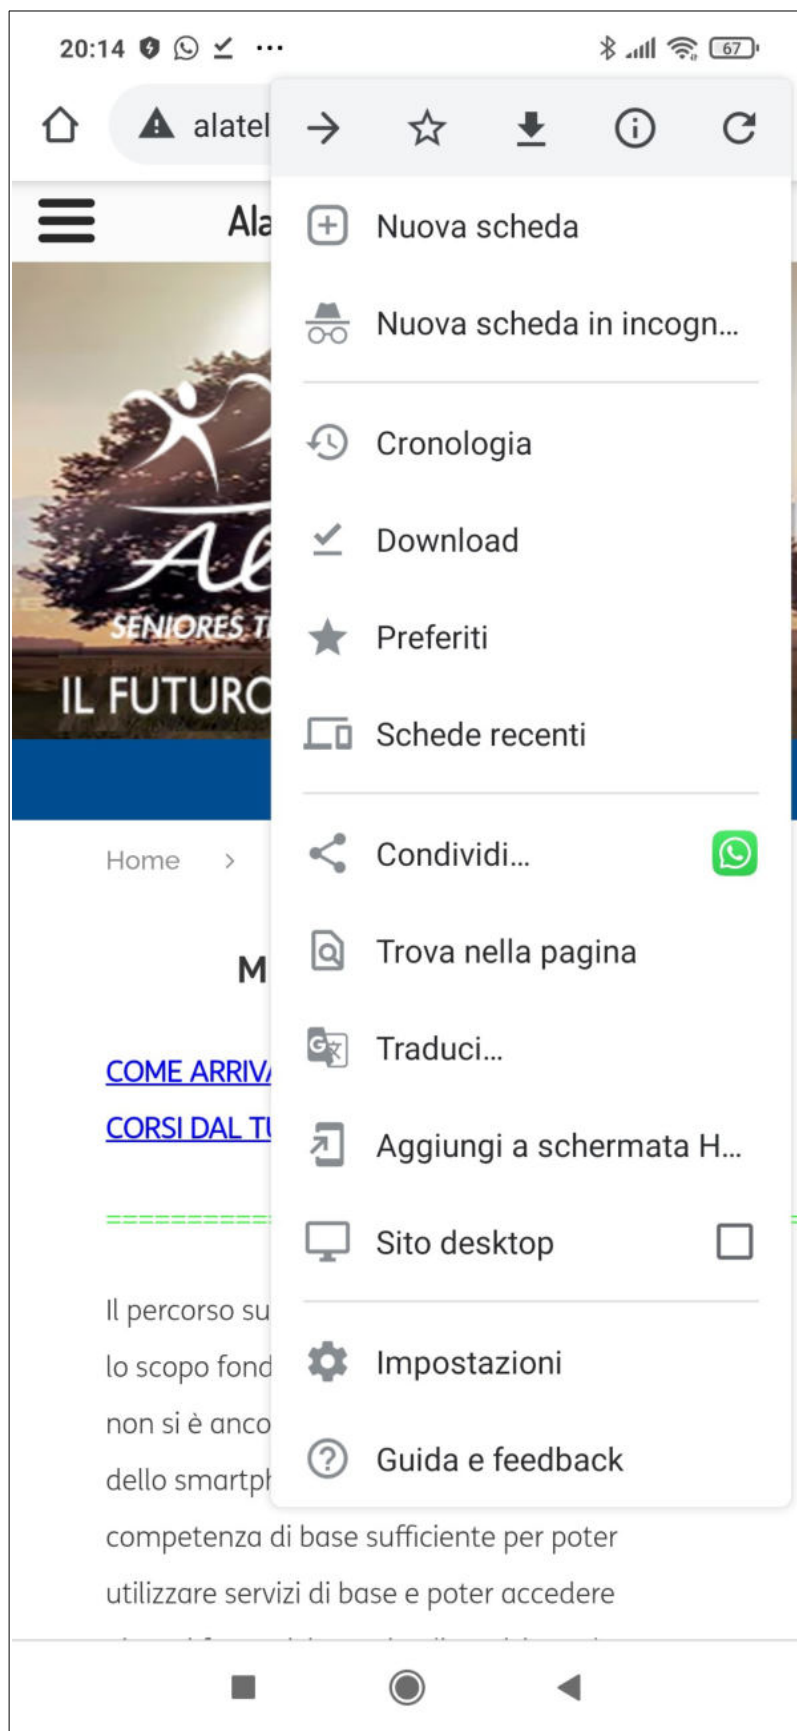 20:14
67
alatel
Ala
Nuova scheda
Nuova scheda in incogn...
Cronologia
Download
Preferiti
SENIORES
IL FUTURO
Schede recenti
Home >
Condividi...
M
Trova nella pagina
COME ARRIVA
Traduci...
CORSI DAL TU
Aggiungi a schermata H...
Sito desktop
Il percorso su
lo scopo fond
Impostazioni
non si è anco
Guida e feedback
dello smartph
competenza di base sufficiente per poter
utilizzare servizi di base e poter accedere